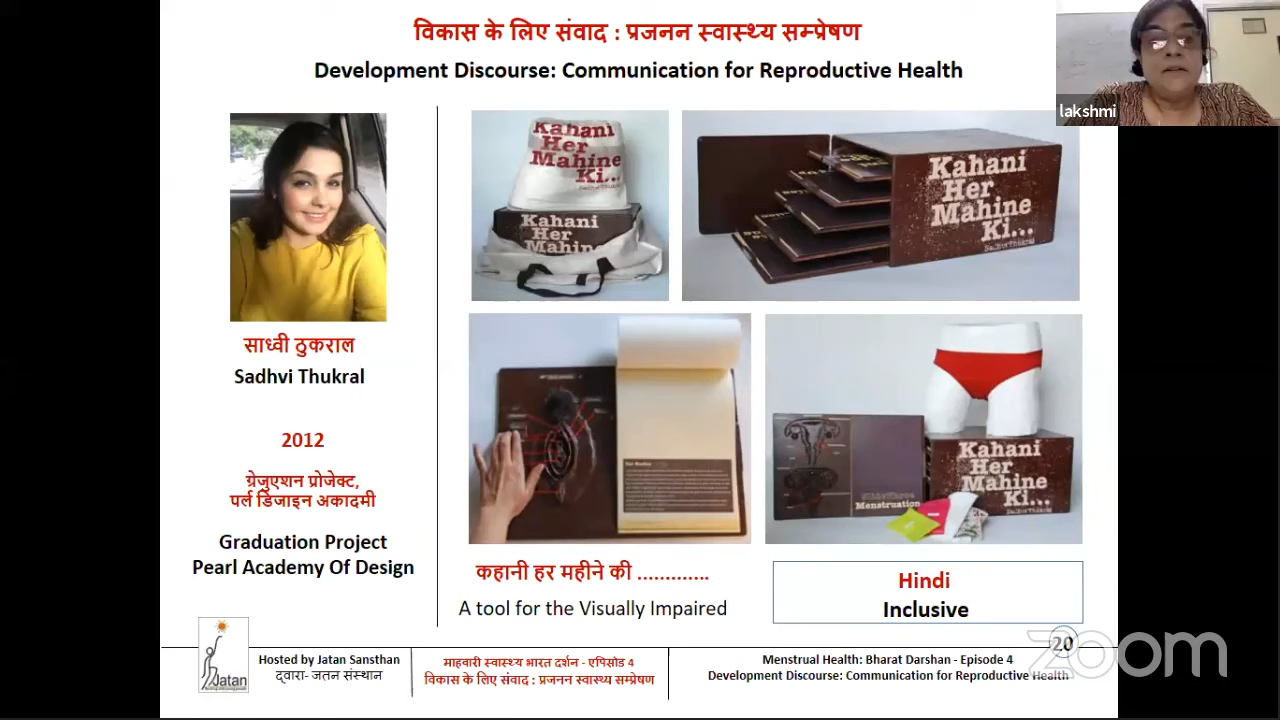 विकास के लिए संवाद : प्रजनन स्वास्थ्य सम्प्रेषण
Development Discourse: Communication for Reproductive Health
lakshmi
साध्वी ठुकराल
Sadhvi Thukral
2012
ग्रेजुएशन प्रोजेक्ट,
पर्ल डिजाइन अकादमी
Graduation Project
Pearl Academy Of Design
Kahani
Her
Mahine
Ki...
Kahani
Her
Mahine
Kahani
Her
Mahine
Ki...
SadhviThukral
Menstruation
Kahani
Her
Mahine
Ki...
SadhviThukral
कहानी हर महीने की .............
A tool for the Visually Impaired
Hindi
Inclusive
Jatan
Hosted by Jatan Sansthan
द्वारा- जतन संस्थान
माहवारी स्वास्थ्य भारत दर्शन - एपिसोड 4
विकास के लिए संवाद : प्रजनन स्वास्थ्य सम्प्रेषण
20
Menstrual Health: Bharat Darshan - Episode 4
Development Discourse: Communication for Reproductive Health
zoom